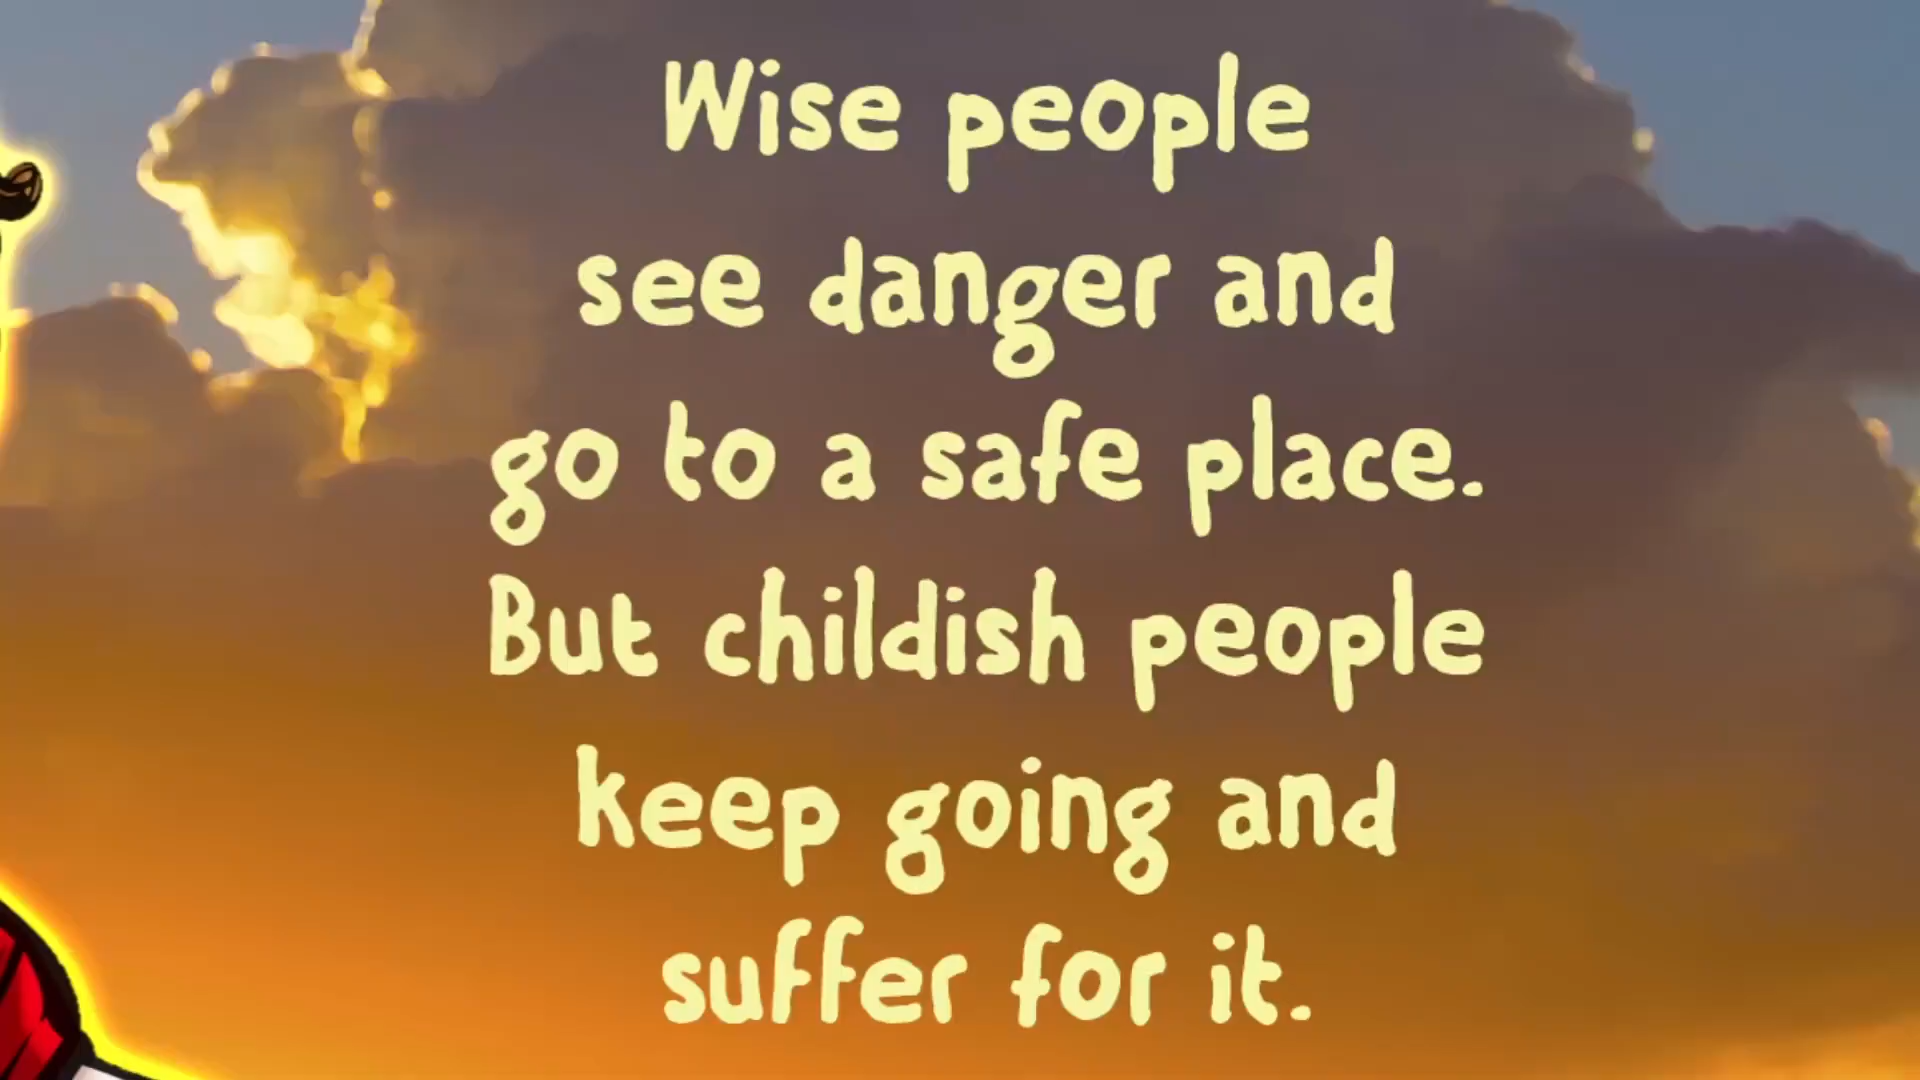 Wise people
see danger and
go to a safe place.
But childish people
keep going and
suffer for it.